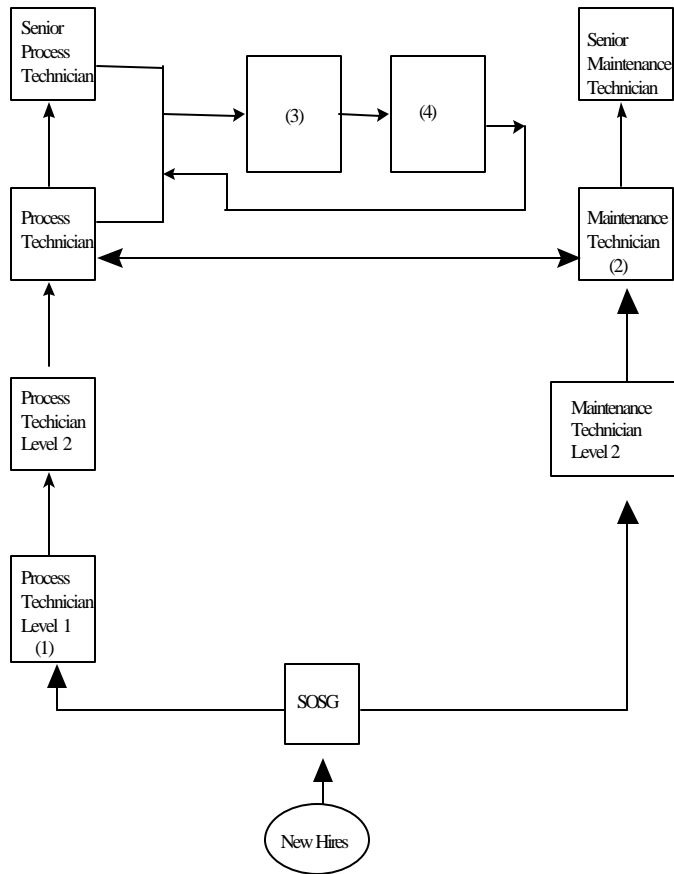 Senior
Process
Technician
(3)
(4)
Senior
Maintenance
Technician
Process
Technician
Maintenance
Technician
(2)
Process
Techician
Level 2
Maintenance
Technician
Level 2
Process
Technician
Level 1
(1)
SOSG
New Hires